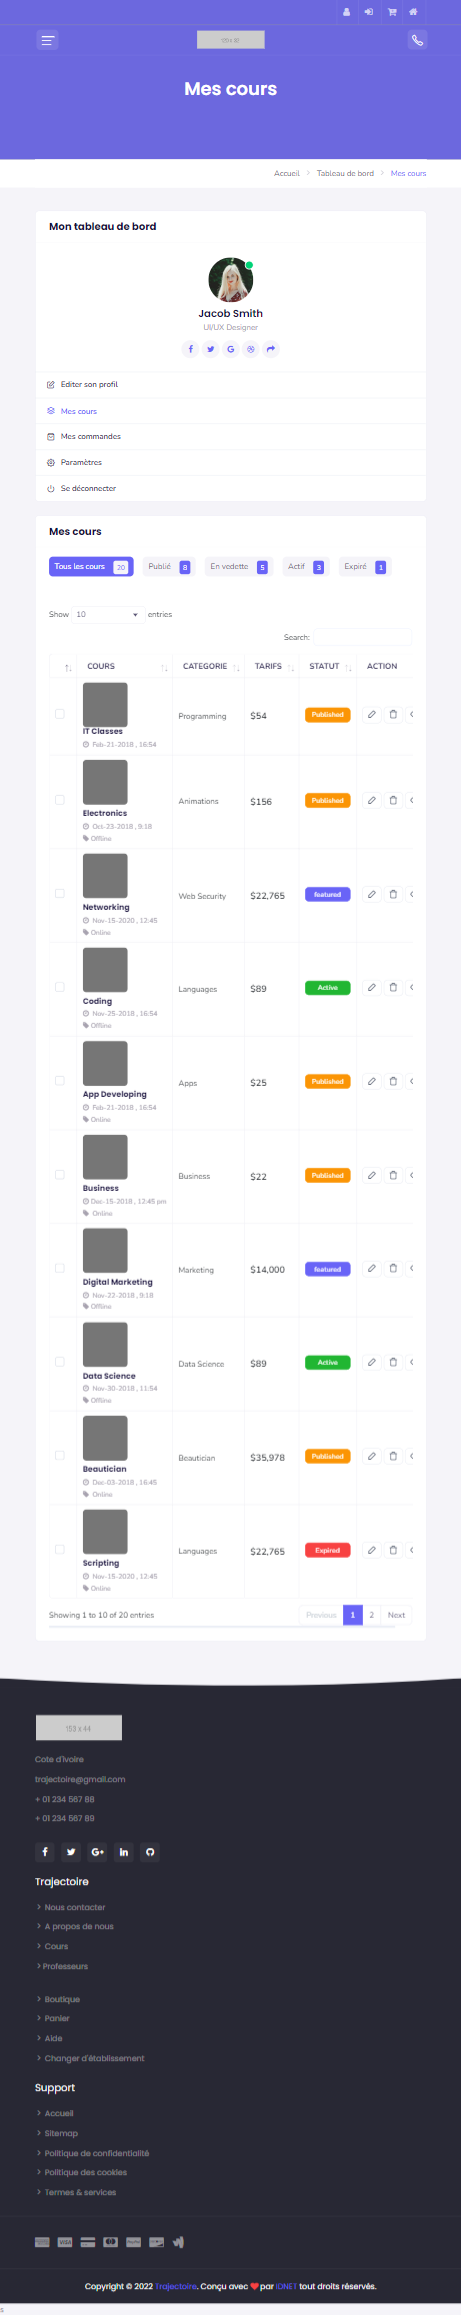 153 x 50
Mes cours
Accueil > Tableau de bord > Mes cours
Mon tableau de bord
Jacob Smith
UI/UX Designer
Editer son profil
Mes cours
Mes commandes
Paramètres
Se déconnecter
Mes cours
Tous les cours 20 Publié 8 En vedette 5 Actif 3 Expiré 1
Show 10 entries
Search:
COURS CATEGORIE TARIFS STATUT ACTION
IT Classes
Feb-21-2018 , 16:54
Programming $54 Published
Electronics
Oct-23-2018 , 9:18
Offline
Animations $156 Published
Networking
Nov-15-2020 , 12:45
Online
Web Security $22,765 featured
Coding
Nov-25-2018 , 16:54
Offline
Languages $89 Active
App Developing
Feb-21-2018 , 16:54
Online
Apps $25 Published
Business
Dec-15-2018 , 12:45 pm
Online
Business $22 Published
Digital Marketing
Nov-22-2018 , 9:18
Offline
Marketing $14,000 featured
Data Science
Nov-30-2018 , 11:54
Offline
Data Science $89 Active
Beautician
Dec-03-2018 , 16:45
Online
Beautician $35,978 Published
Scripting
Nov-15-2020 , 12:45
Online
Languages $22,765 Expired
Showing 1 to 10 of 20 entries
Previous 1 2 Next
153 x 44
Cote d'ivoire
trajectoire@gmail.com
+ 01 234 567 88
+ 01 234 567 89
Trajectoire
Nous contacter
A propos de nous
Cours
Professeurs
Boutique
Panier
Aide
Changer d'établissement
Support
Accueil
Sitemap
Politique de confidentialité
Politique des cookies
Termes & services
VISA
Copyright © 2022 Trajectoire. Conçu avec ❤ par IDNET tout droits réservés.
s